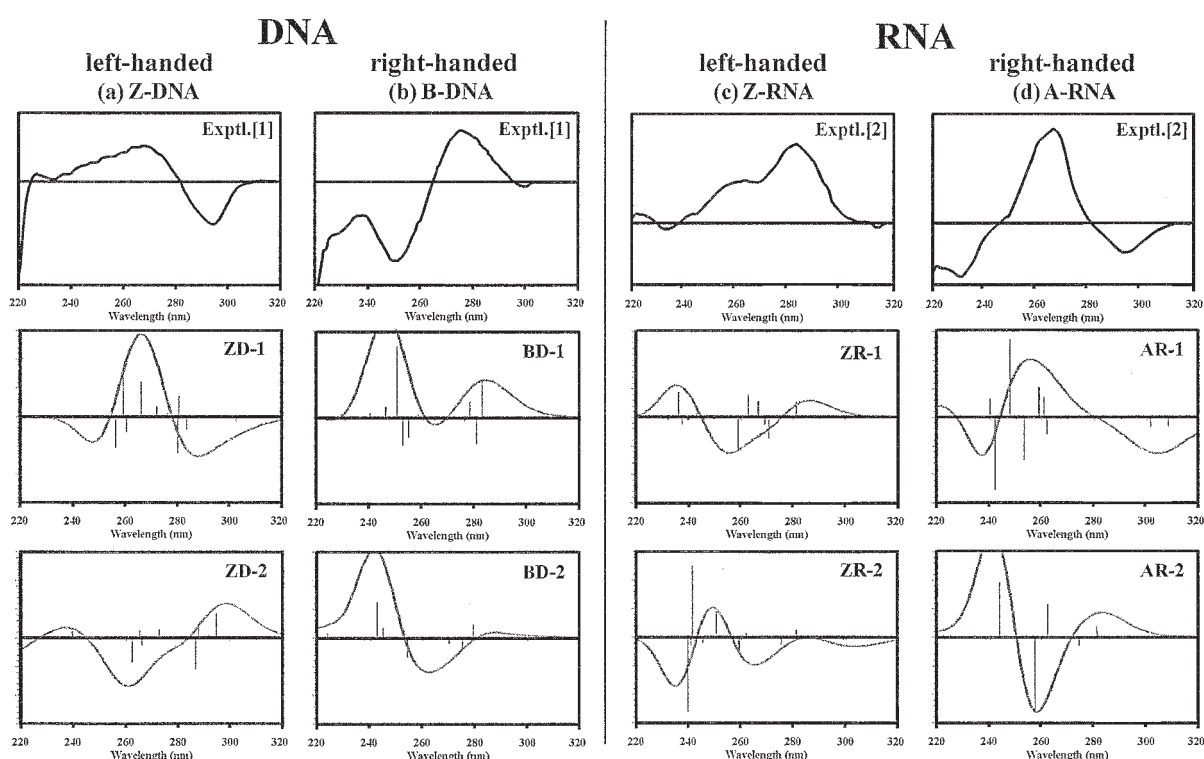 DNA
RNA
left-handed
right-handed
left-handed
right-handed
(a) Z-DNA
(b) B-DNA
(c) Z-RNA
(d) A-RNA
Exptl.[1]
Exptl.[1]
Exptl.[2]
Exptl.[2]
220 240 260 280 300 320
220 240 260 280 300 320
220 240 260 280 300 320
220 240 260 280 300 320
Wavelength (nm)
Wavelength (nm)
Wavelength (nm)
Wavelength (nm)
ZD-1
BD-1
ZR-1
AR-1
220 240 260 280 300 320
220 240 260 280 300 320
220 240 260 280 300 320
220 240 260 280 300 320
Wavelength (nm)
Wavelength (nm)
Wavelength (nm)
Wavelength (nm)
ZD-2
BD-2
ZR-2
AR-2
220 240 260 280 300 320
220 240 260 280 300 320
220 240 260 280 300 320
220 240 260 280 300 320
Wavelength (nm)
Wavelength (nm)
Wavelength (nm)
Wavelength (nm)